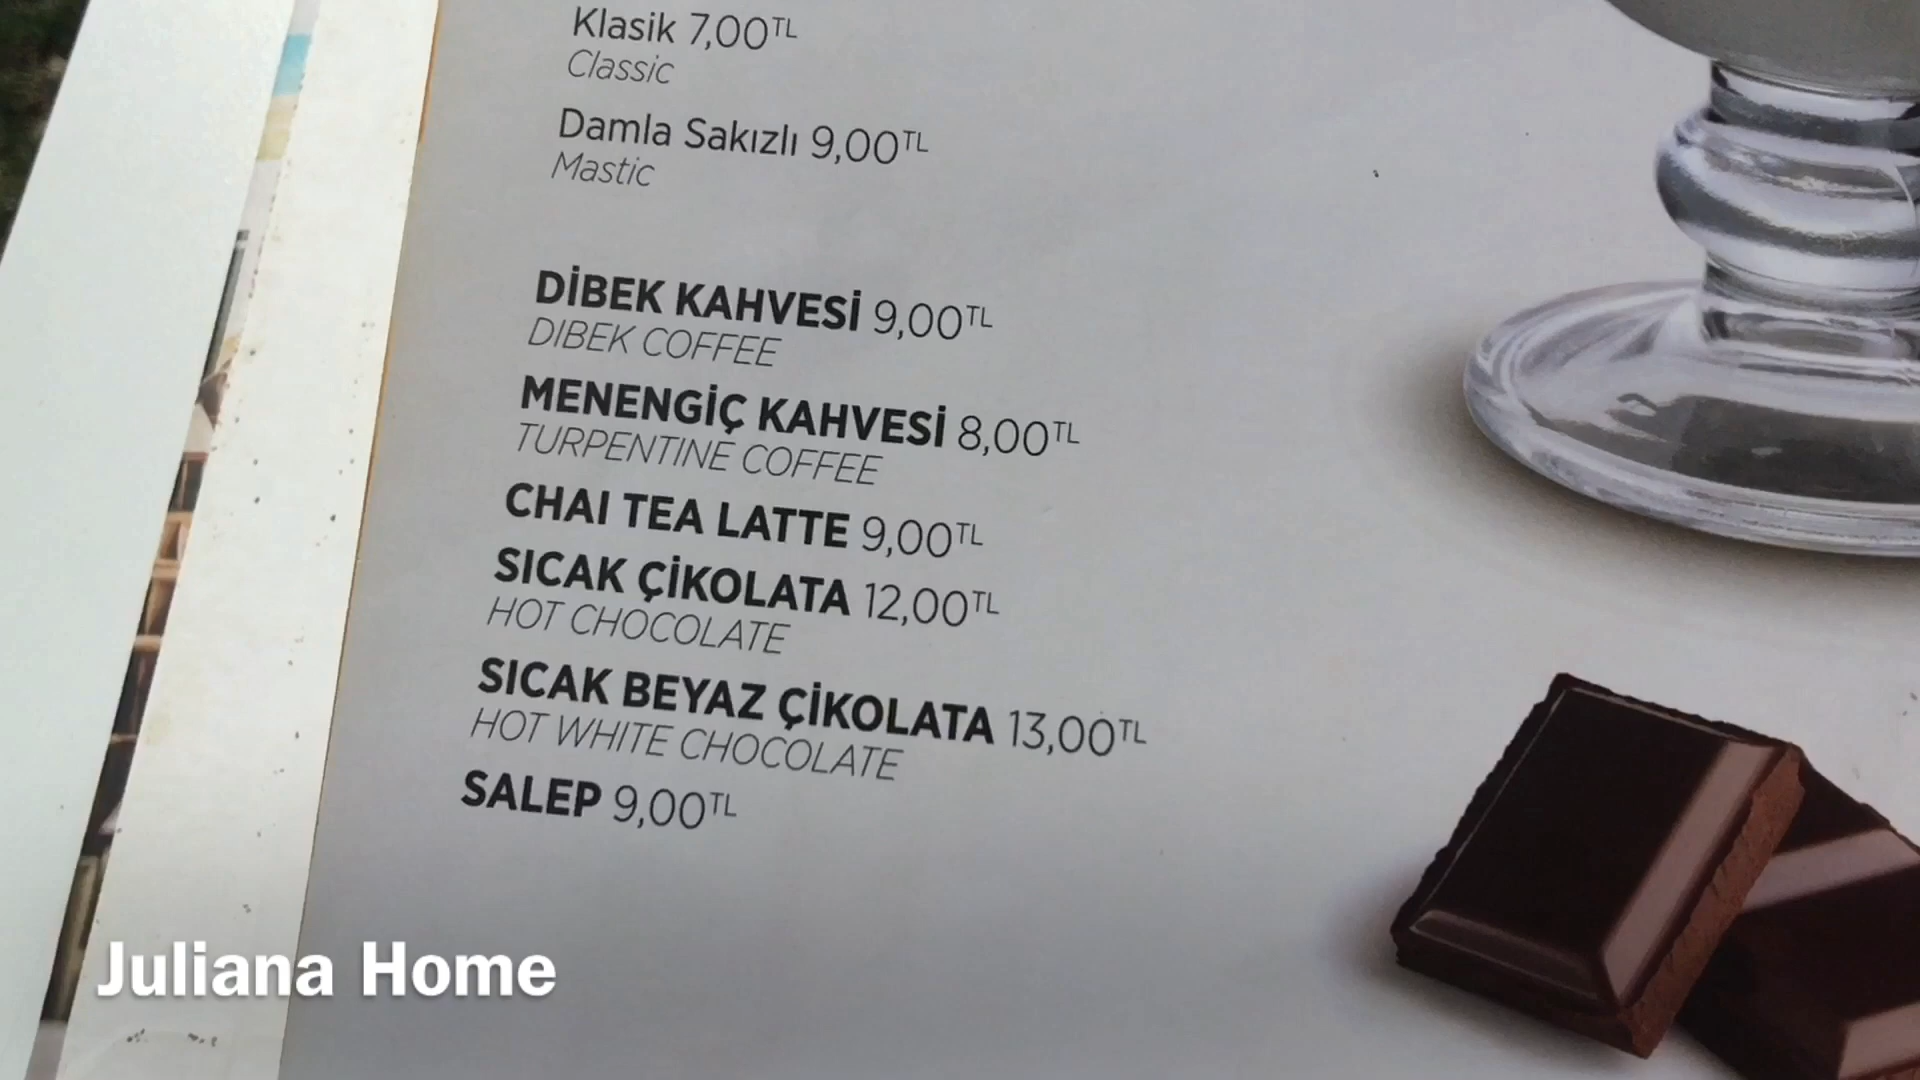 Klasik 7,00TL
Classic
Damla Sakızlı 9,00TL
Mastic
DİBEK KAHVESİ 9,00TL
DIBEK COFFEE
MENENGİÇ KAHVESİ 8,00TL
TURPENTINE COFFEE
CHAI TEA LATTE 9,00TL
SICAK ÇİKOLATA 12,00TL
HOT CHOCOLATE
SICAK BEYAZ ÇİKOLATA 13,00TL
HOT WHITE CHOCOLATE
SALEP 9,00TL
Juliana Home